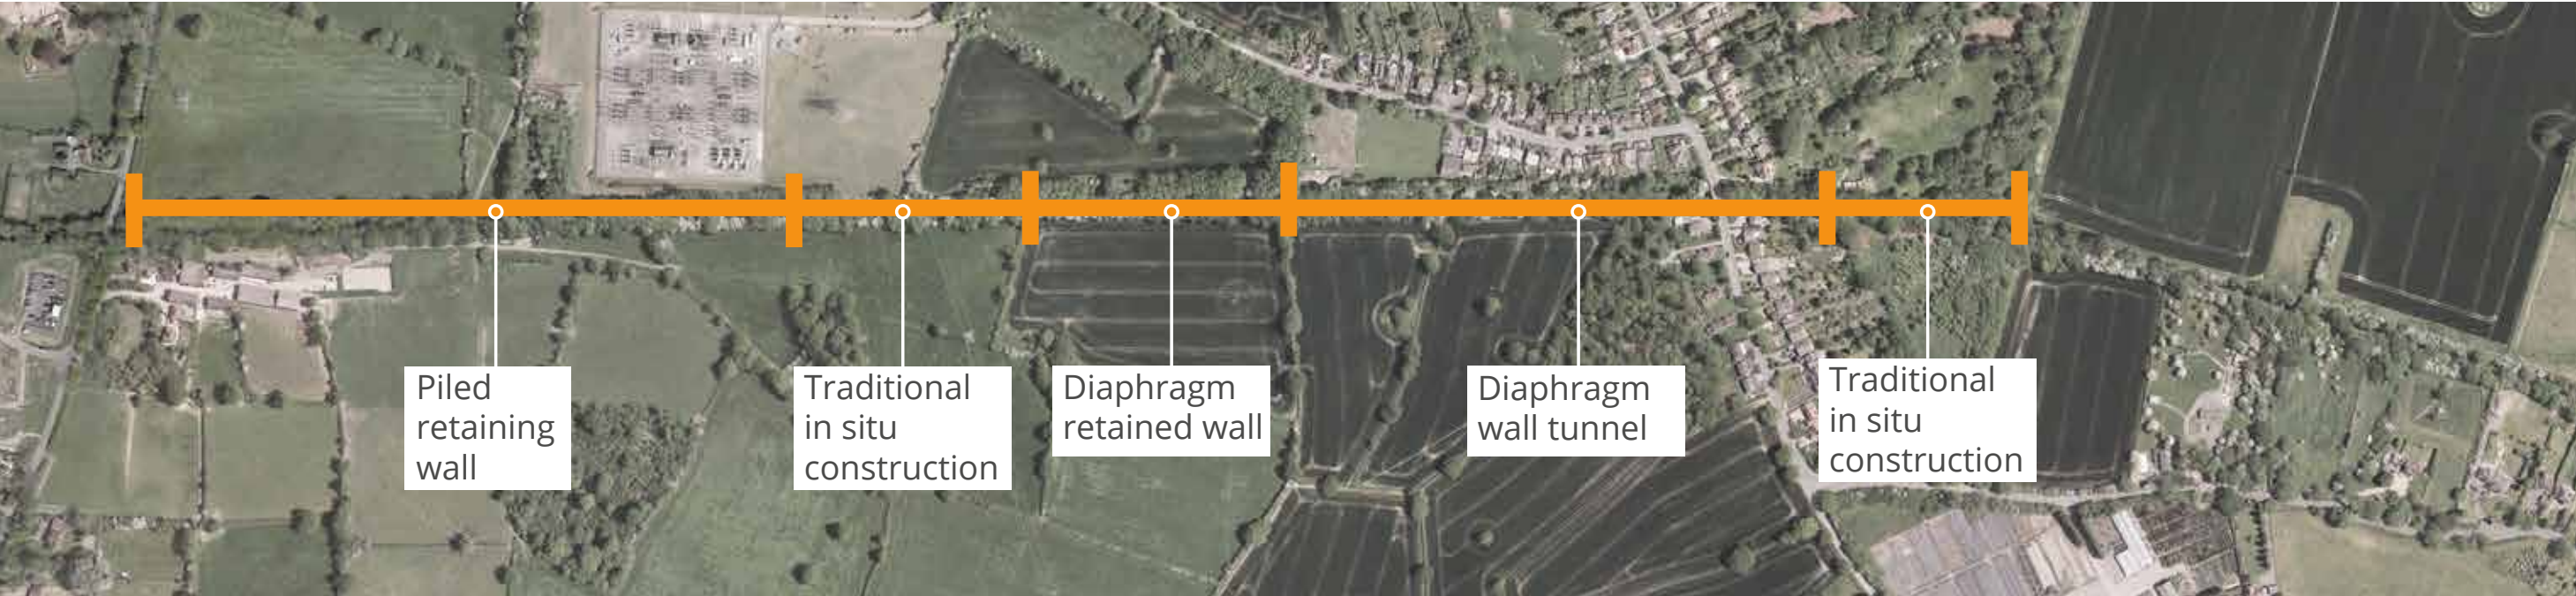 Piled
retaining
wall
Traditional
in situ
construction
Diaphragm
retained wall
Diaphragm
wall tunnel
Traditional
in situ
construction